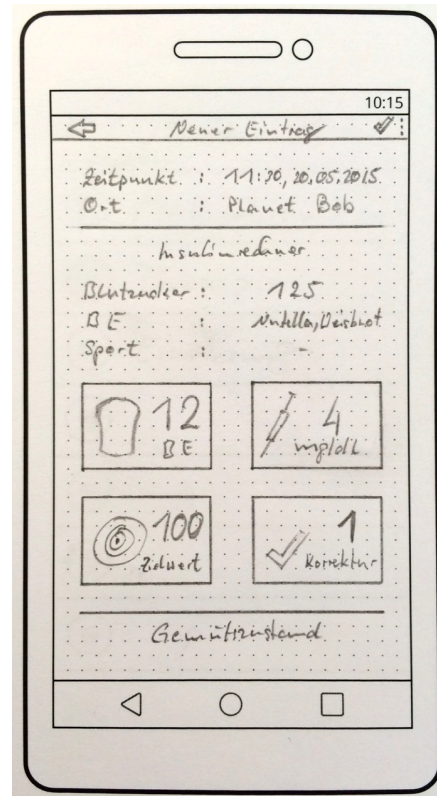 10:15
Neuer Eintrag
Zeitpunkt : 11:20, 20.05.2015
Ort : Planet Bob
Insulinrechner
Blutzucker : 125
BE : Nutella, Weisbrot
Sport : -
12
BE
4
mg/dl
100
Zielwert
1
Korrektur
Gemütszustand